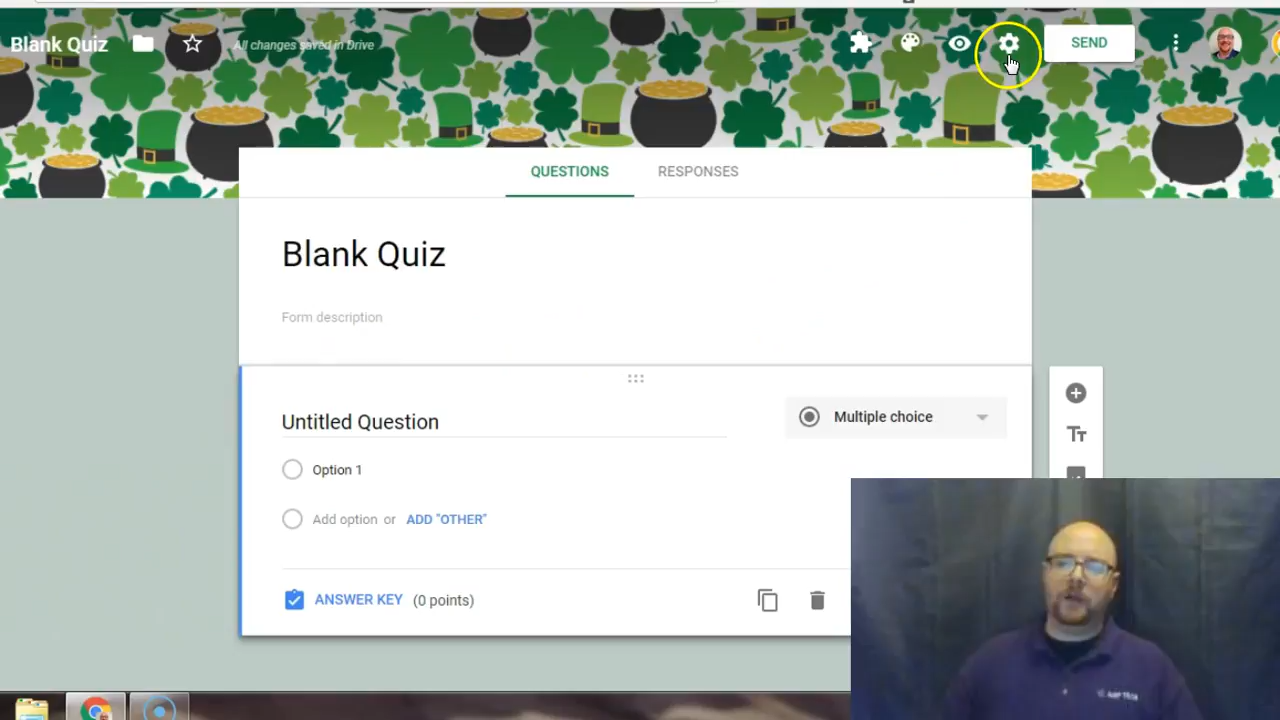 Blank Quiz
All changes saved in Drive
SEND
QUESTIONS
RESPONSES
Blank Quiz
Form description
Untitled Question
Multiple choice
Option 1
Add option or ADD "OTHER"
ANSWER KEY (0 points)
Tт